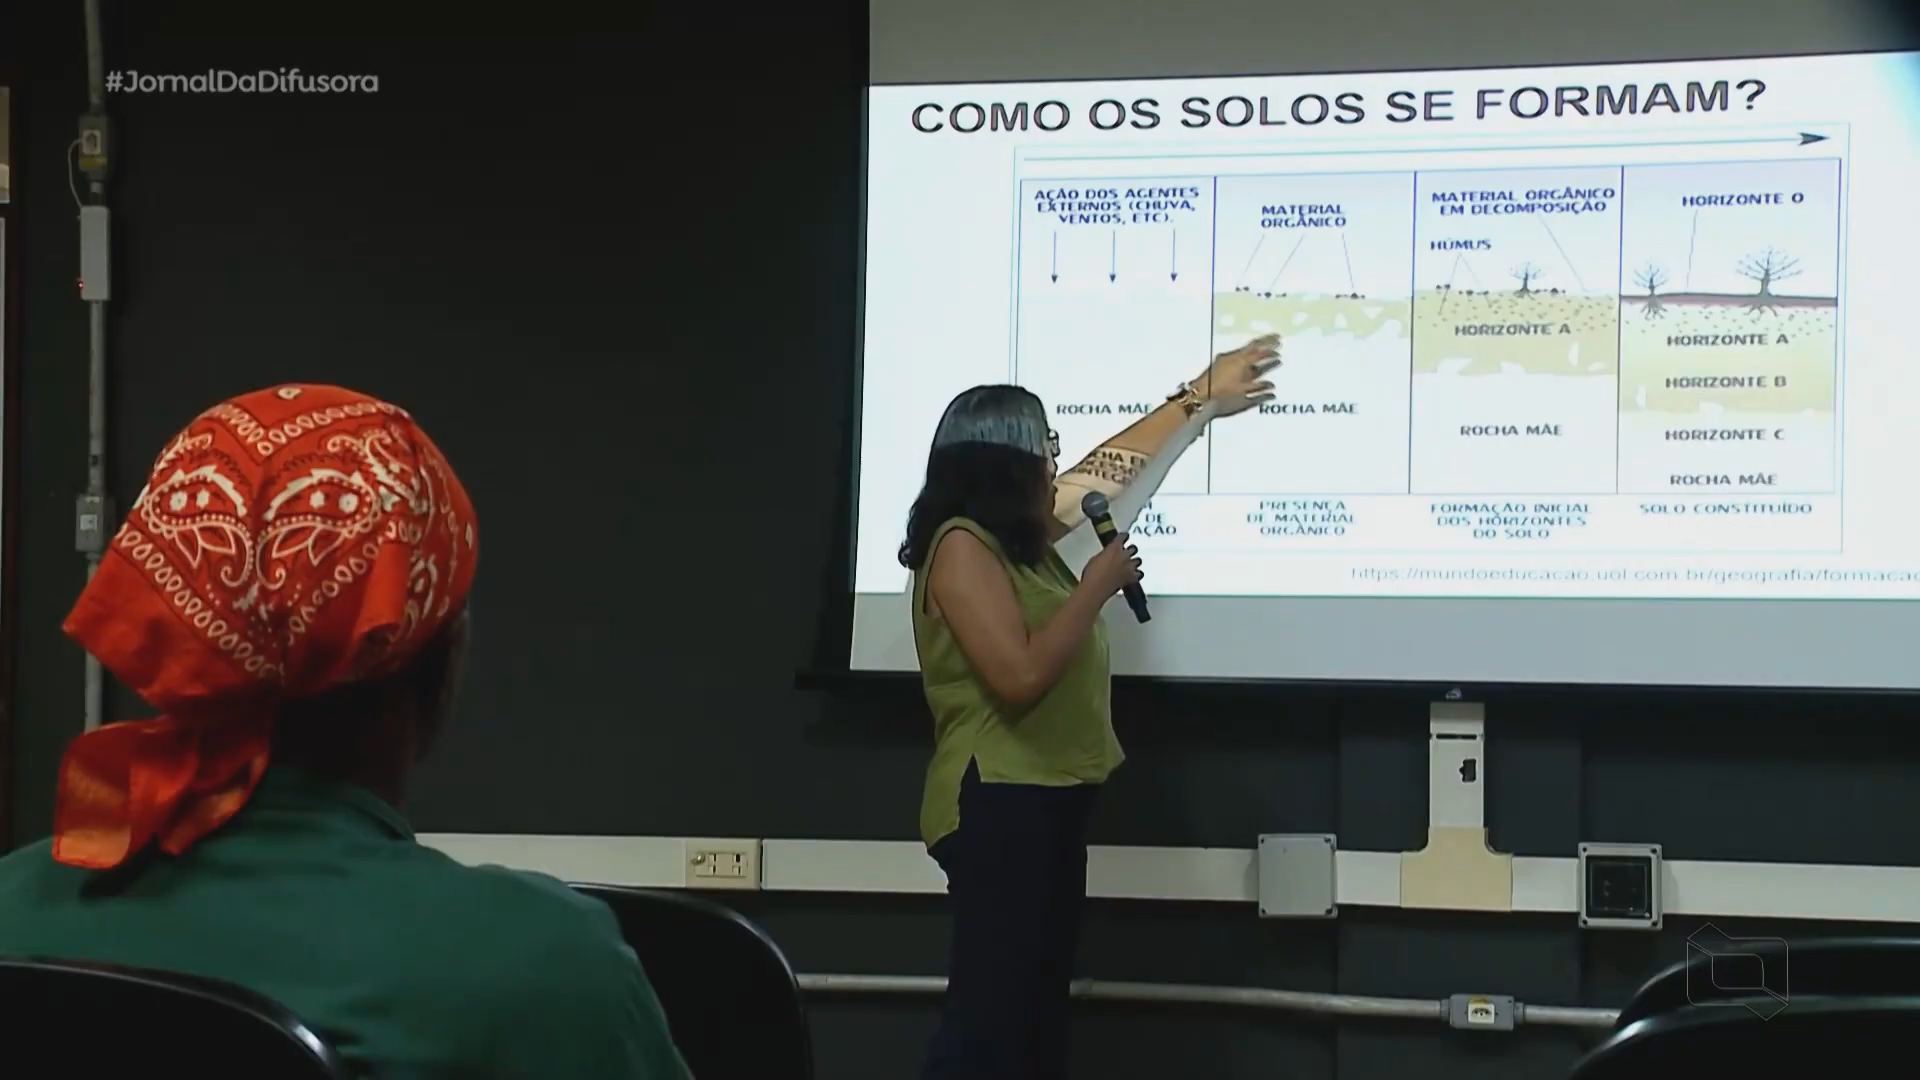 #JornalDaDifusora
COMO OS SOLOS SE FORMAM?
AÇÃO DOS AGENTES
EXTERNOS (CHUVA,
VENTOS, ETC).
ROCHA MÃE
MATERIAL
ORGÂNICO
ROCHA MÃE
PRESENÇA
DE MATERIAL
ORGÂNICO
MATERIAL ORGÂNICO
EM DECOMPOSIÇÃO
HÚMUS
HORIZONTE A
ROCHA MÃE
FORMAÇÃO INICIAL
DOS HORIZONTES
DO SOLO
HORIZONTE O
HORIZONTE A
HORIZONTE B
HORIZONTE C
ROCHA MÃE
SOLO CONSTITUÍDO
https://mundoeducacao.uol.com.br/geografia/formacao